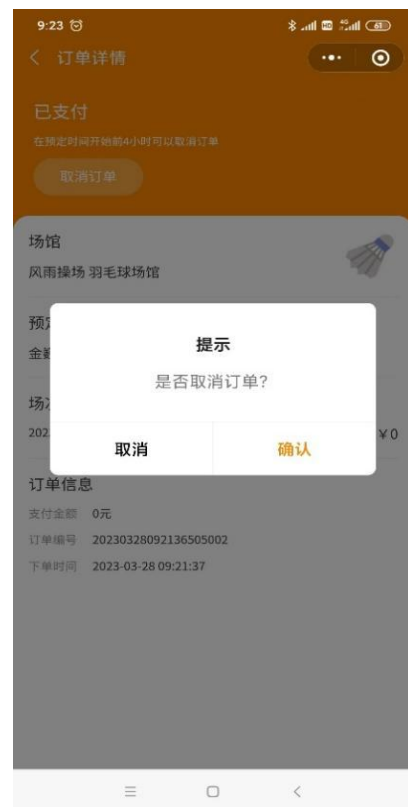 9:23
HD 4G 61
订单详情
已支付
在预定时间开始前4小时可以取消订单
取消订单
场馆
风雨操场 羽毛球场馆
预定
金
提示
是否取消订单?
场次
202
¥0
取消
确认
订单信息
支付金额 0元
订单编号 20230328092136505002
下单时间 2023-03-28 09:21:37